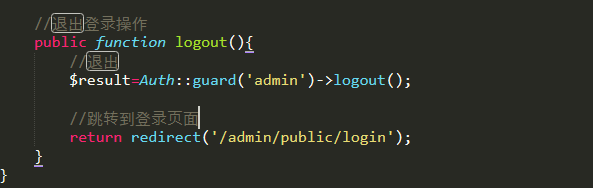 //退出登录操作
public function logout(){
//退出
$result=Auth::guard('admin')->logout();
//跳转到登录页面
return redirect('/admin/public/login');
}
}